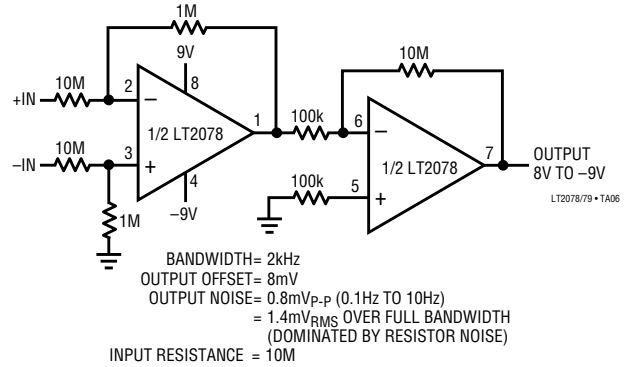 1M
9V
10M
10M
+IN
2
8
–
1
100k
6
–
1/2 LT2078
7
10M
–IN
3
+
4
–9V
1M
100k
5
+
1/2 LT2078
OUTPUT
8V TO –9V
LT2078/79 • TA06
BANDWIDTH= 2kHz
OUTPUT OFFSET= 8mV
OUTPUT NOISE= 0.8mVP-P (0.1Hz TO 10Hz)
= 1.4mVRMS OVER FULL BANDWIDTH
(DOMINATED BY RESISTOR NOISE)
INPUT RESISTANCE = 10M